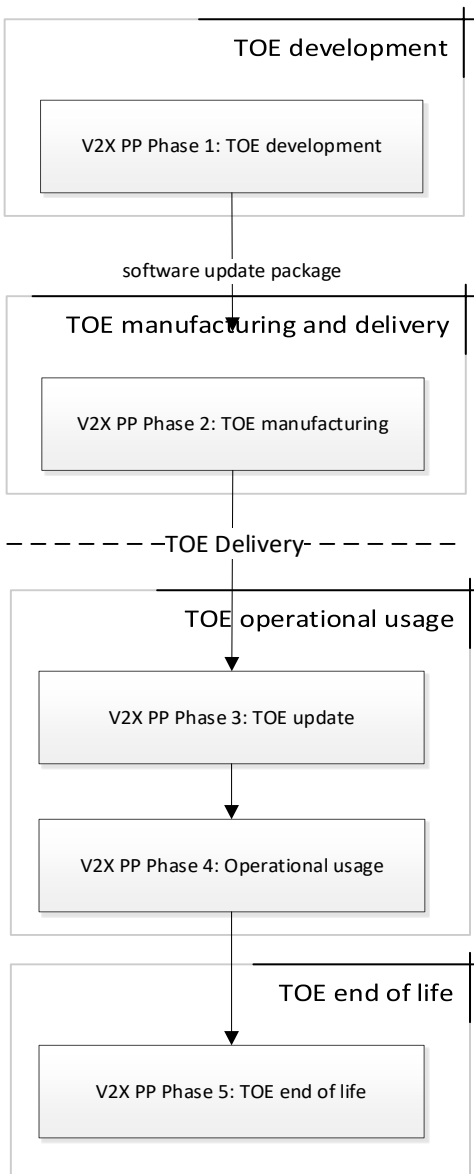 TOE development
V2X PP Phase 1: TOE development
software update package
TOE manufacturing and delivery
V2X PP Phase 2: TOE manufacturing
TOE Delivery
TOE operational usage
V2X PP Phase 3: TOE update
V2X PP Phase 4: Operational usage
TOE end of life
V2X PP Phase 5: TOE end of life